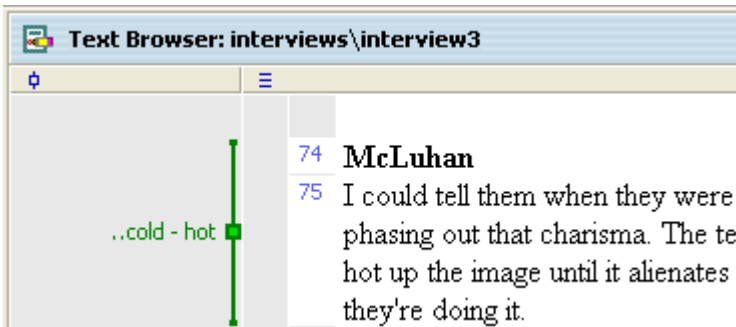 Text Browser: interviews\interview3
74 McLuhan
75 I could tell them when they were
..cold - hot phasing out that charisma. The te
hot up the image until it alienates
they're doing it.